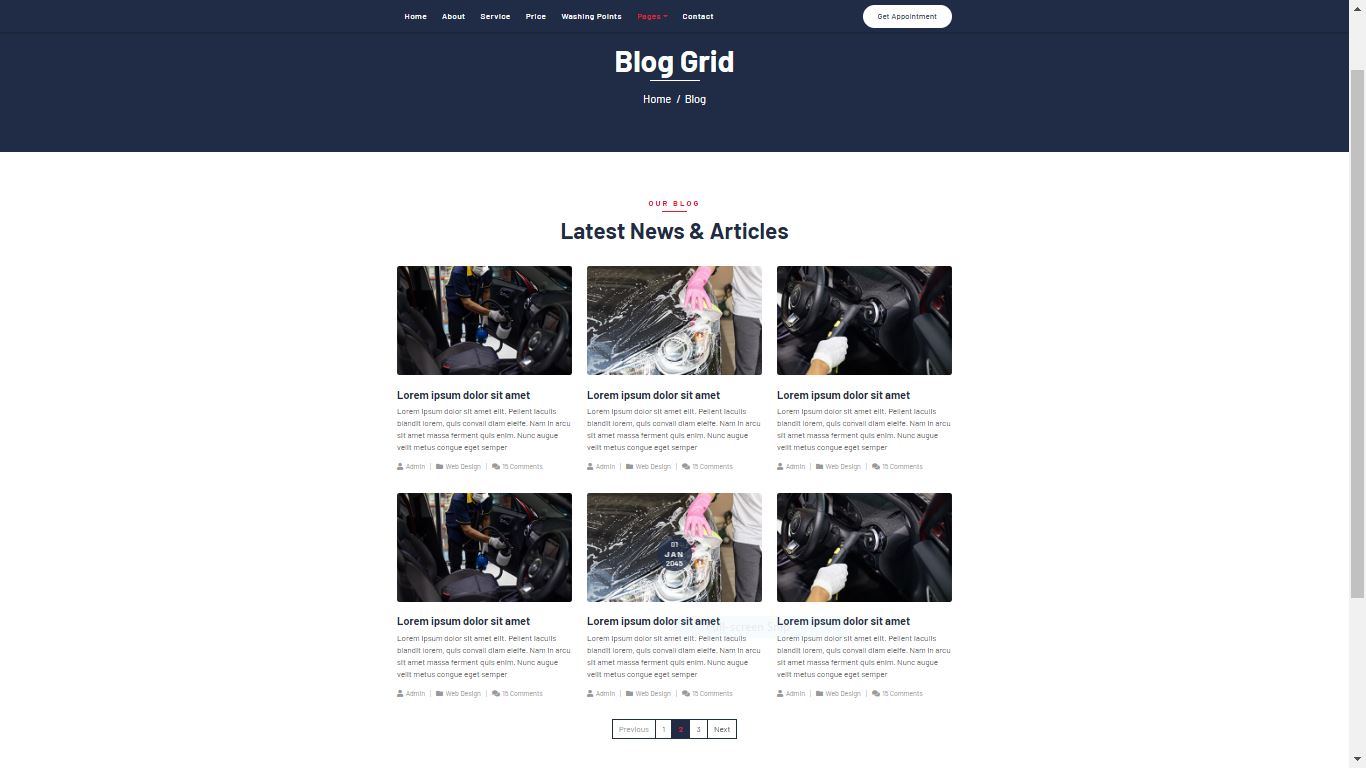 Home About Service Price Washing Points Pages Contact Get Appointment
Blog Grid
Home / Blog
OUR BLOG
Latest News & Articles
Lorem ipsum dolor sit amet
Lorem ipsum dolor sit amet elit. Pellent iaculis
blandit lorem, quis convall diam eleife. Nam in arcu
sit amet massa ferment quis enim. Nunc augue
velit metus congue eget semper
Admin | Web Design | 15 Comments
Lorem ipsum dolor sit amet
Lorem ipsum dolor sit amet elit. Pellent iaculis
blandit lorem, quis convall diam eleife. Nam in arcu
sit amet massa ferment quis enim. Nunc augue
velit metus congue eget semper
Admin | Web Design | 15 Comments
Lorem ipsum dolor sit amet
Lorem ipsum dolor sit amet elit. Pellent iaculis
blandit lorem, quis convall diam eleife. Nam in arcu
sit amet massa ferment quis enim. Nunc augue
velit metus congue eget semper
Admin | Web Design | 15 Comments
Lorem ipsum dolor sit amet
Lorem ipsum dolor sit amet elit. Pellent iaculis
blandit lorem, quis convall diam eleife. Nam in arcu
sit amet massa ferment quis enim. Nunc augue
velit metus congue eget semper
Admin | Web Design | 15 Comments
01
JAN
2045
Lorem ipsum dolor sit amet
Lorem ipsum dolor sit amet elit. Pellent iaculis
blandit lorem, quis convall diam eleife. Nam in arcu
sit amet massa ferment quis enim. Nunc augue
velit metus congue eget semper
Admin | Web Design | 15 Comments
Lorem ipsum dolor sit amet
Lorem ipsum dolor sit amet elit. Pellent iaculis
blandit lorem, quis convall diam eleife. Nam in arcu
sit amet massa ferment quis enim. Nunc augue
velit metus congue eget semper
Admin | Web Design | 15 Comments
Previous 1 2 3 Next